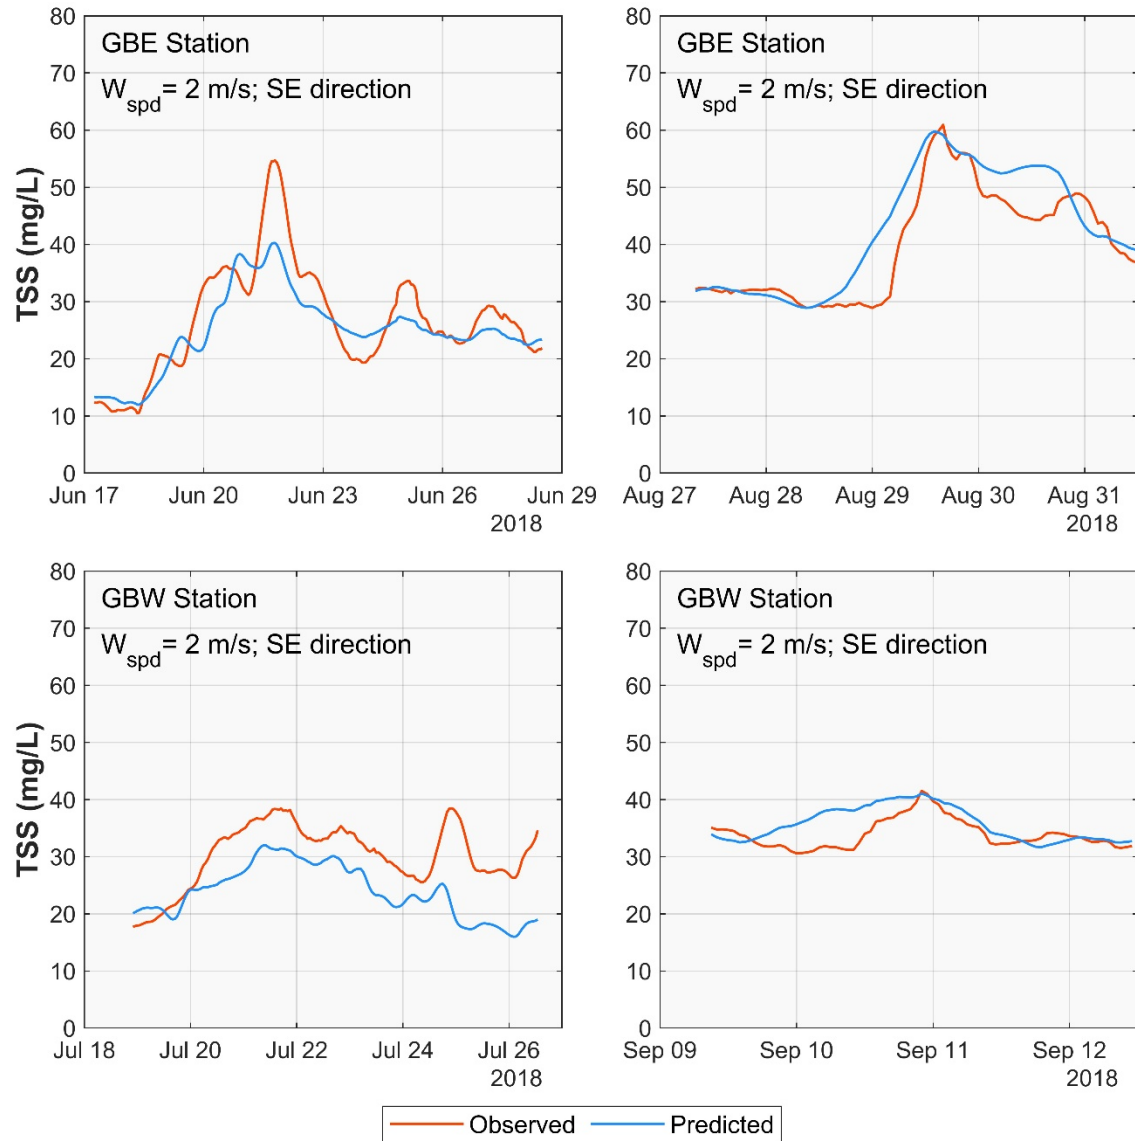 GBE Station
W_spd= 2 m/s; SE direction
TSS (mg/L)
80
70
60
50
40
30
20
10
0
Jun 17 Jun 20 Jun 23 Jun 26 Jun 29
2018
GBE Station
W_spd= 2 m/s; SE direction
80
70
60
50
40
30
20
10
0
Aug 27 Aug 28 Aug 29 Aug 30 Aug 31
2018
GBW Station
W_spd= 2 m/s; SE direction
TSS (mg/L)
80
70
60
50
40
30
20
10
0
Jul 18 Jul 20 Jul 22 Jul 24 Jul 26
2018
GBW Station
W_spd= 2 m/s; SE direction
80
70
60
50
40
30
20
10
0
Sep 09 Sep 10 Sep 11 Sep 12
2018
Observed Predicted